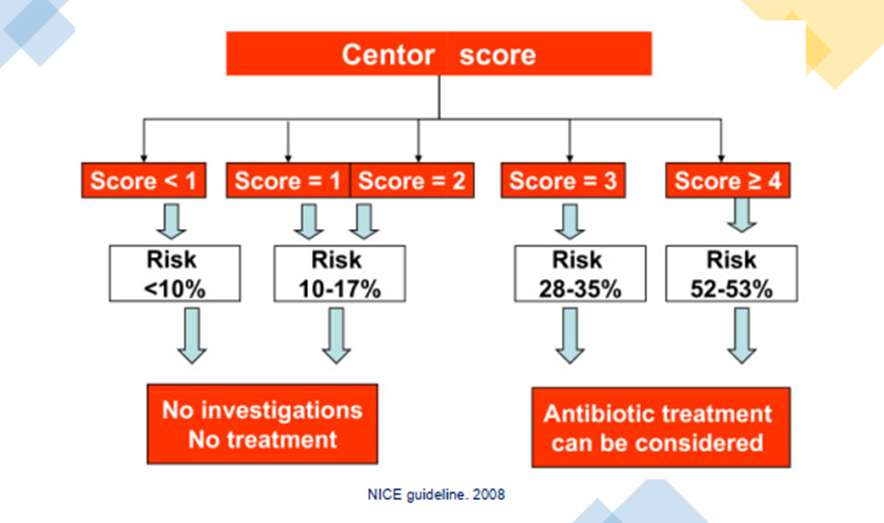 Centor score
Score < 1
Score = 1
Score = 2
Score = 3
Score ≥ 4
Risk
<10%
Risk
10-17%
Risk
28-35%
Risk
52-53%
No investigations
No treatment
Antibiotic treatment
can be considered
NICE guideline. 2008